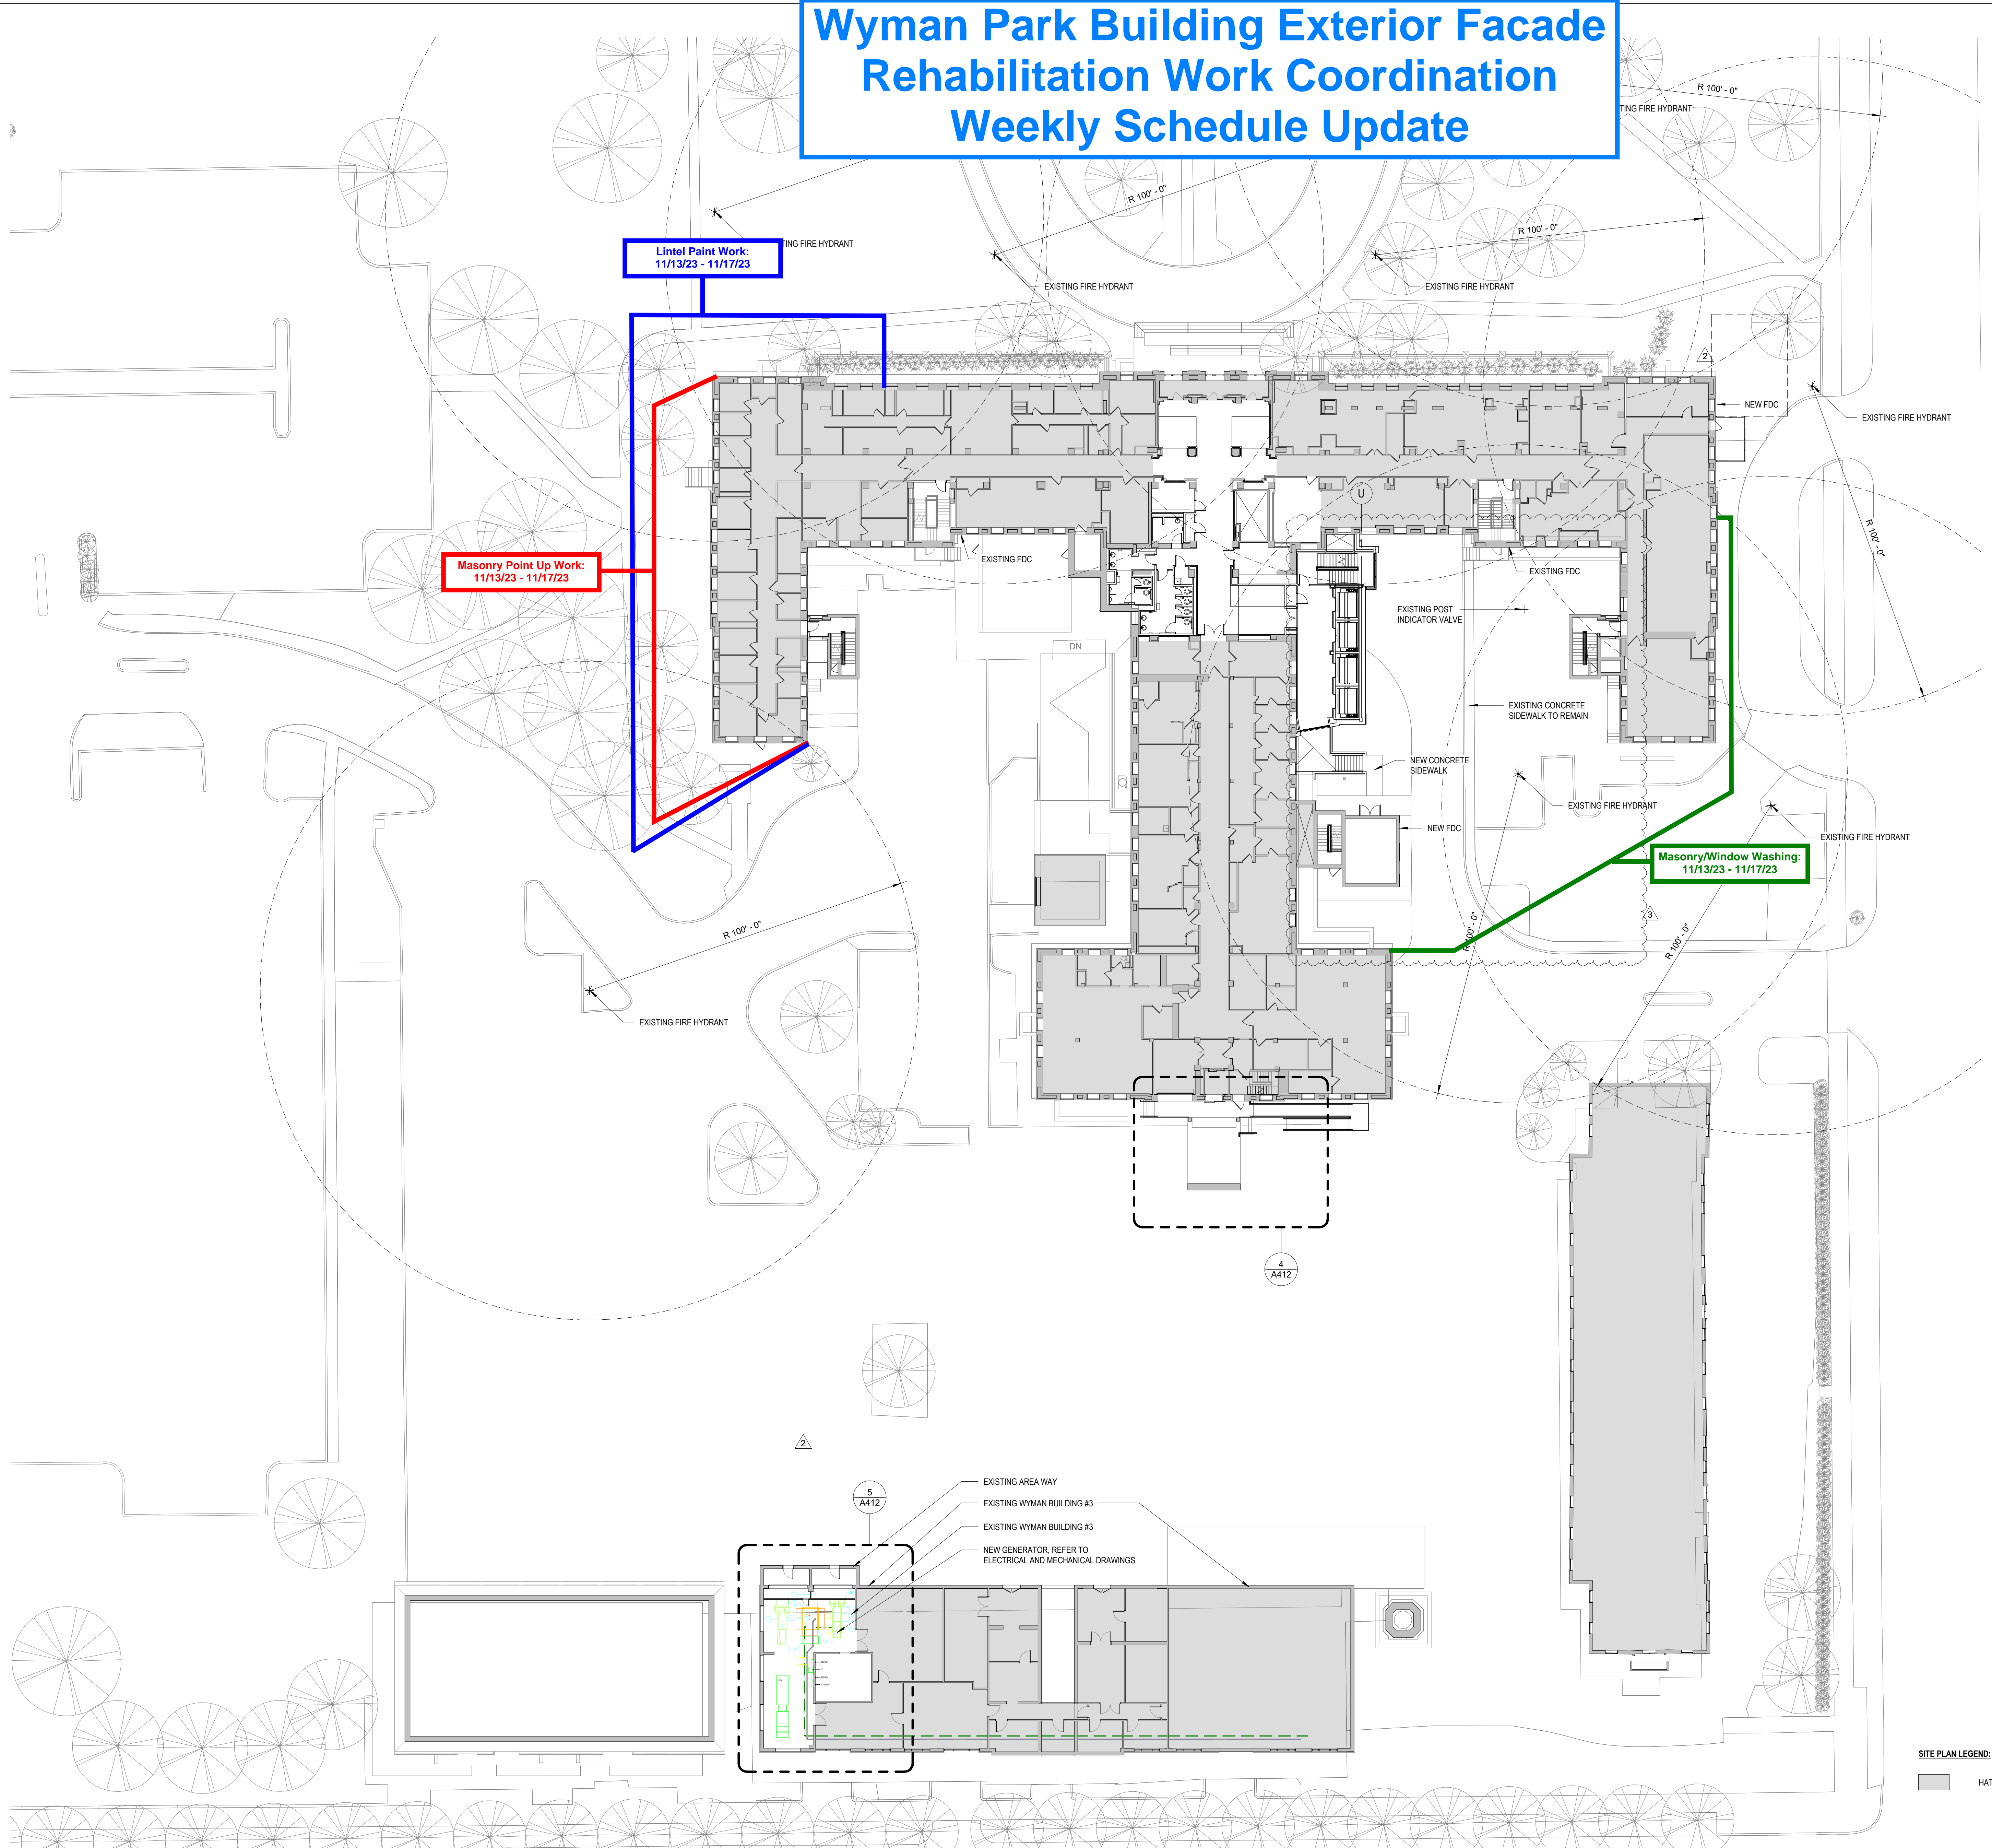 Wyman Park Building Exterior Facade
Rehabilitation Work Coordination
Weekly Schedule Update
R 100' - 0"
TING FIRE HYDRANT
R 100' - 0"
R 100' - 0"
Lintel Paint Work:
11/13/23 - 11/17/23
TING FIRE HYDRANT
EXISTING FIRE HYDRANT
EXISTING FIRE HYDRANT
2
NEW FDC
EXISTING FIRE HYDRANT
U
R 100' - 0"
Masonry Point Up Work:
11/13/23 - 11/17/23
EXISTING FDC
EXISTING FDC
EXISTING POST
INDICATOR VALVE
DN
EXISTING CONCRETE
SIDEWALK TO REMAIN
NEW CONCRETE
SIDEWALK
EXISTING FIRE HYDRANT
NEW FDC
EXISTING FIRE HYDRANT
Masonry/Window Washing:
11/13/23 - 11/17/23
3
R 100' - 0"
R 100' - 0"
R 100' - 0"
EXISTING FIRE HYDRANT
4
A412
2
5
A412
EXISTING AREA WAY
EXISTING WYMAN BUILDING #3
EXISTING WYMAN BUILDING #3
NEW GENERATOR, REFER TO
ELECTRICAL AND MECHANICAL DRAWINGS
SITE PLAN LEGEND:
HAT